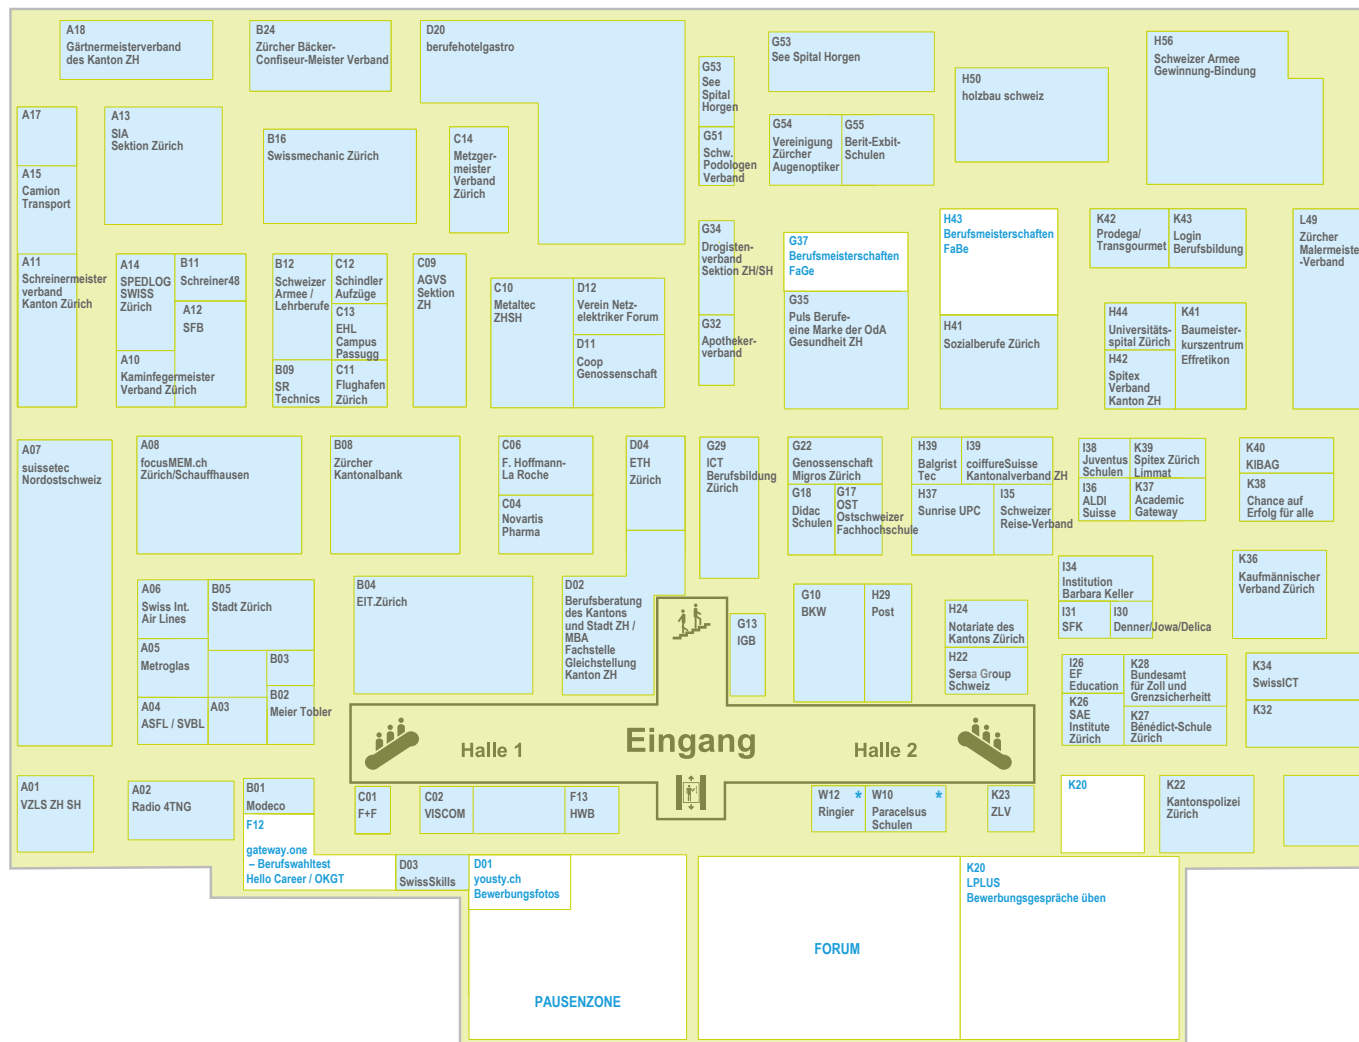 A18
Gärtnermeisterverband
des Kanton ZH
B24
Zürcher Bäcker-
Confiseur-Meister Verband
D20
berufehotelgastro
G53
See
Spital
Horgen
G53
See Spital Horgen
H50
holzbau schweiz
H56
Schweizer Armee
Gewinnung-Bindung
A17
A13
SIA
Sektion Zürich
B16
Swissmechanic Zürich
C14
Metzger-
meister
Verband
Zürich
G51
Schw.
Podologen
Verband
G54
Vereinigung
Zürcher
Augenoptiker
G55
Berit-Exbit-
Schulen
A15
Camion
Transport
G34
Drogisten-
verband
Sektion ZH/SH
G37
Berufsmeisterschaften
FaGe
H43
Berufsmeisterschaften
FaBe
K42
Prodega/
Transgourmet
K43
Login
Berufsbildung
L49
Zürcher
Malermeiste
-Verband
A11
Schreinermeister
verband
Kanton Zürich
A14
SPEDLOG
SWISS
Zürich
B11
Schreiner48
A12
SFB
B12
Schweizer
Armee /
Lehrberufe
C12
Schindler
Aufzüge
C13
EHL
Campus
Passugg
C09
AGVS
Sektion
ZH
C10
Metaltec
ZHSH
D12
Verein Netz-
elektriker Forum
D11
Coop
Genossenschaft
G32
Apotheker-
verband
G35
Puls Berufe-
eine Marke der OdA
Gesundheit ZH
H41
Sozialberufe Zürich
H44
Universitäts-
spital Zürich
H42
Spitex
Verband
Kanton ZH
K41
Baumeister-
kurszentrum
Effretikon
A10
Kaminfegermeister
Verband Zürich
B09
SR
Technics
C11
Flughafen
Zürich
A07
suissetec
Nordostschweiz
A08
focusMEM.ch
Zürich/Schauffhausen
B08
Zürcher
Kantonalbank
C06
F. Hoffmann-
La Roche
C04
Novartis
Pharma
D04
ETH
Zürich
G29
ICT
Berufsbildung
Zürich
G22
Genossenschaft
Migros Zürich
G18
Didac
Schulen
G17
OST
Ostschweizer
Fachhochschule
H39
Balgrist
Tec
I39
coiffureSuisse
Kantonalverband ZH
H37
Sunrise UPC
I35
Schweizer
Reise-Verband
I38
Juventus
Schulen
K39
Spitex Zürich
Limmat
I36
ALDI
Suisse
K37
Academic
Gateway
K40
KIBAG
K38
Chance auf
Erfolg für alle
A06
Swiss Int.
Air Lines
B05
Stadt Zürich
B04
EIT.Zürich
D02
Berufsberatung
des Kantons
und Stadt ZH /
MBA
Fachstelle
Gleichstellung
Kanton ZH
G13
IGB
G10
BKW
H29
Post
H24
Notariate des
Kantons Zürich
H22
Sersa Group
Schweiz
I34
Institution
Barbara Keller
I31
SFK
I30
Denner/Jowa/Delica
K36
Kaufmännischer
Verband Zürich
A05
Metroglas
B03
B02
Meier Tobler
A04
ASFL / SVBL
A03
I26
EF
Education
K28
Bundesamt
für Zoll und
Grenzsicherheitt
K26
SAE
Institute
Zürich
K27
Bénédict-Schule
Zürich
K34
SwissICT
K32
Halle 1
Eingang
Halle 2
A01
VZLS ZH SH
A02
Radio 4TNG
B01
Modeco
F12
gateway.one
– Berufswahltest
Hello Career / OKGT
C01
F+F
C02
VISCOM
F13
HWB
W12 *
Ringier
W10 *
Paracelsus
Schulen
K23
ZLV
K20
K22
Kantonspolizei
Zürich
D03
SwissSkills
D01
yousty.ch
Bewerbungsfotos
K20
LPLUS
Bewerbungsgespräche üben
FORUM
PAUSENZONE